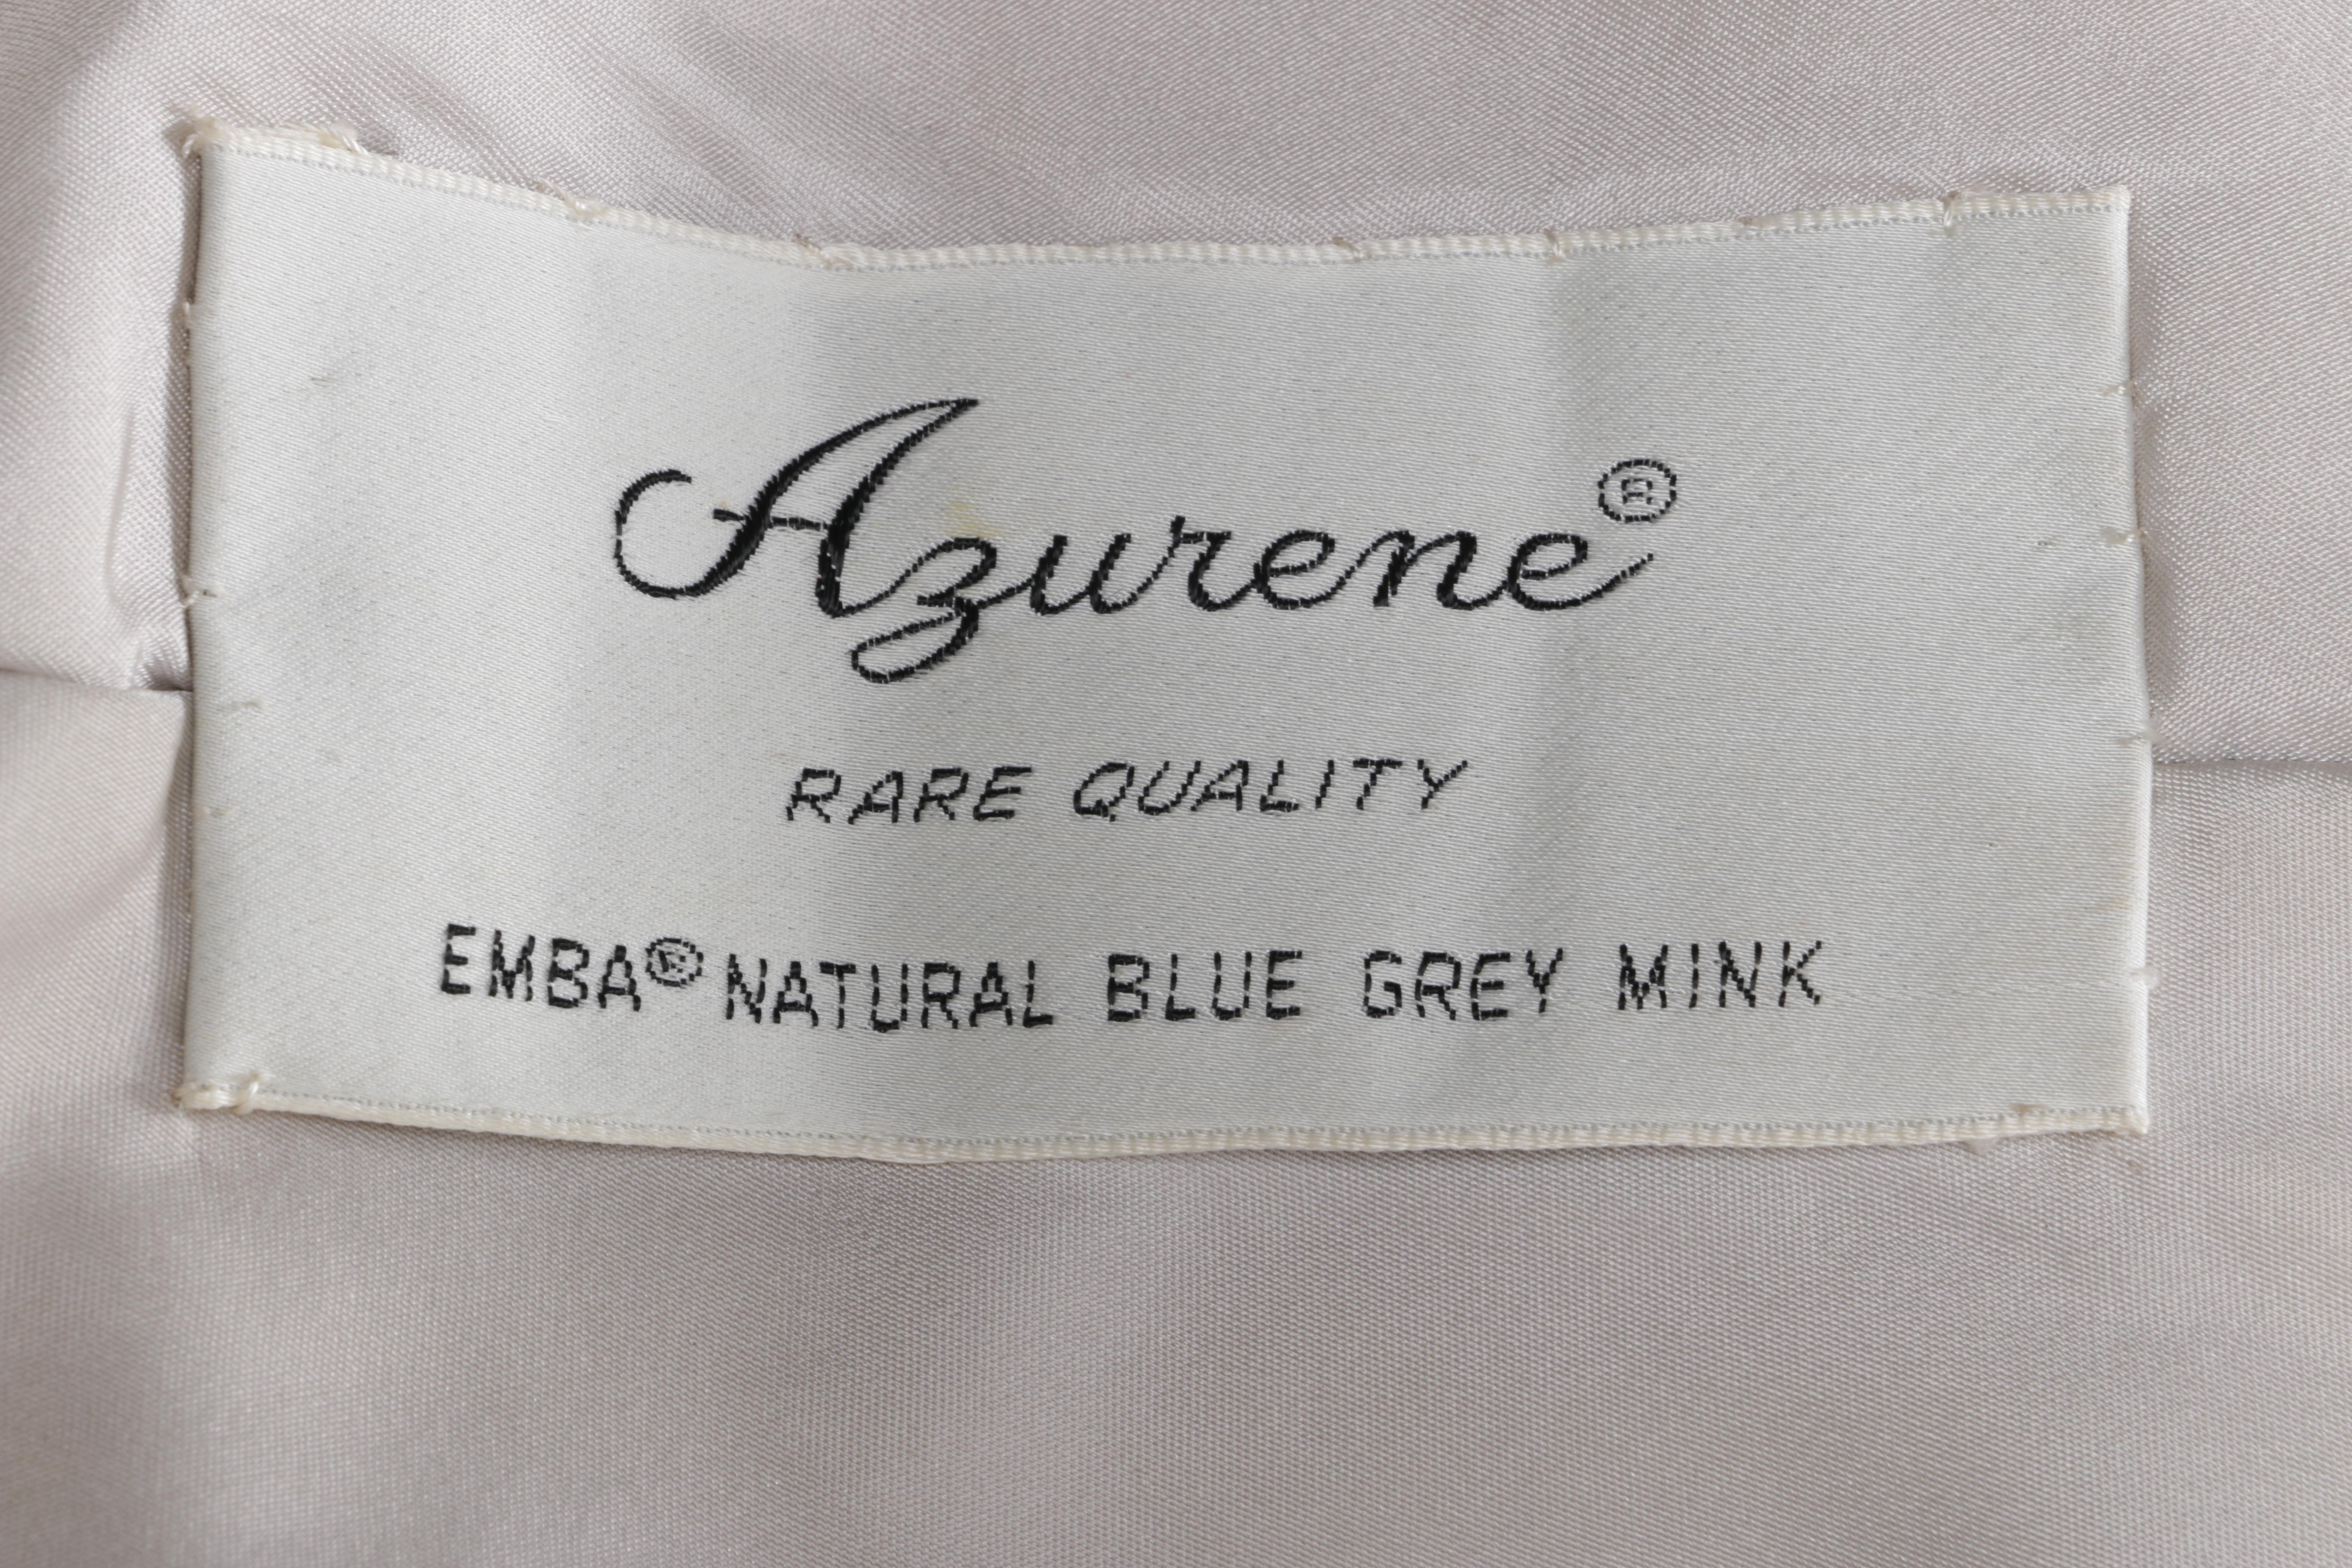 Azurene®
RARE QUALITY
EMBA® NATURAL BLUE GREY MINK